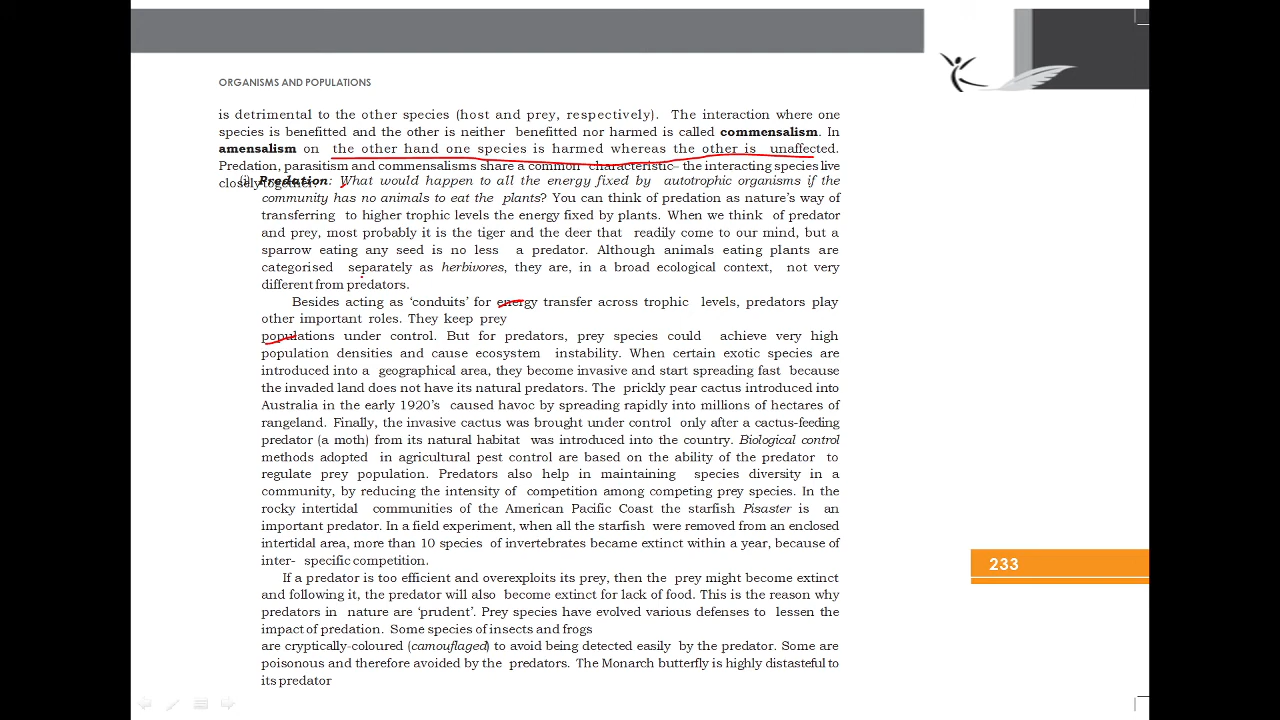 ORGANISMS AND POPULATIONS
is detrimental to the other species (host and prey, respectively). The interaction where one
species is benefitted and the other is neither benefitted nor harmed is called commensalism. In
amensalism on the other hand one species is harmed whereas the other is unaffected.
Predation, parasitism and commensalisms share a common characteristic– the interacting species live
closely together.
(i) Predation: What would happen to all the energy fixed by autotrophic organisms if the
community has no animals to eat the plants? You can think of predation as nature's way of
transferring to higher trophic levels the energy fixed by plants. When we think of predator
and prey, most probably it is the tiger and the deer that readily come to our mind, but a
sparrow eating any seed is no less a predator. Although animals eating plants are
categorised separately as herbivores, they are, in a broad ecological context, not very
different from predators.
Besides acting as 'conduits' for energy transfer across trophic levels, predators play
other important roles. They keep prey
populations under control. But for predators, prey species could achieve very high
population densities and cause ecosystem instability. When certain exotic species are
introduced into a geographical area, they become invasive and start spreading fast because
the invaded land does not have its natural predators. The prickly pear cactus introduced into
Australia in the early 1920's caused havoc by spreading rapidly into millions of hectares of
rangeland. Finally, the invasive cactus was brought under control only after a cactus-feeding
predator (a moth) from its natural habitat was introduced into the country. Biological control
methods adopted in agricultural pest control are based on the ability of the predator to
regulate prey population. Predators also help in maintaining species diversity in a
community, by reducing the intensity of competition among competing prey species. In the
rocky intertidal communities of the American Pacific Coast the starfish Pisaster is an
important predator. In a field experiment, when all the starfish were removed from an enclosed
intertidal area, more than 10 species of invertebrates became extinct within a year, because of
inter- specific competition.
If a predator is too efficient and overexploits its prey, then the prey might become extinct
and following it, the predator will also become extinct for lack of food. This is the reason why
predators in nature are 'prudent'. Prey species have evolved various defenses to lessen the
impact of predation. Some species of insects and frogs
are cryptically-coloured (camouflaged) to avoid being detected easily by the predator. Some are
poisonous and therefore avoided by the predators. The Monarch butterfly is highly distasteful to
its predator
233